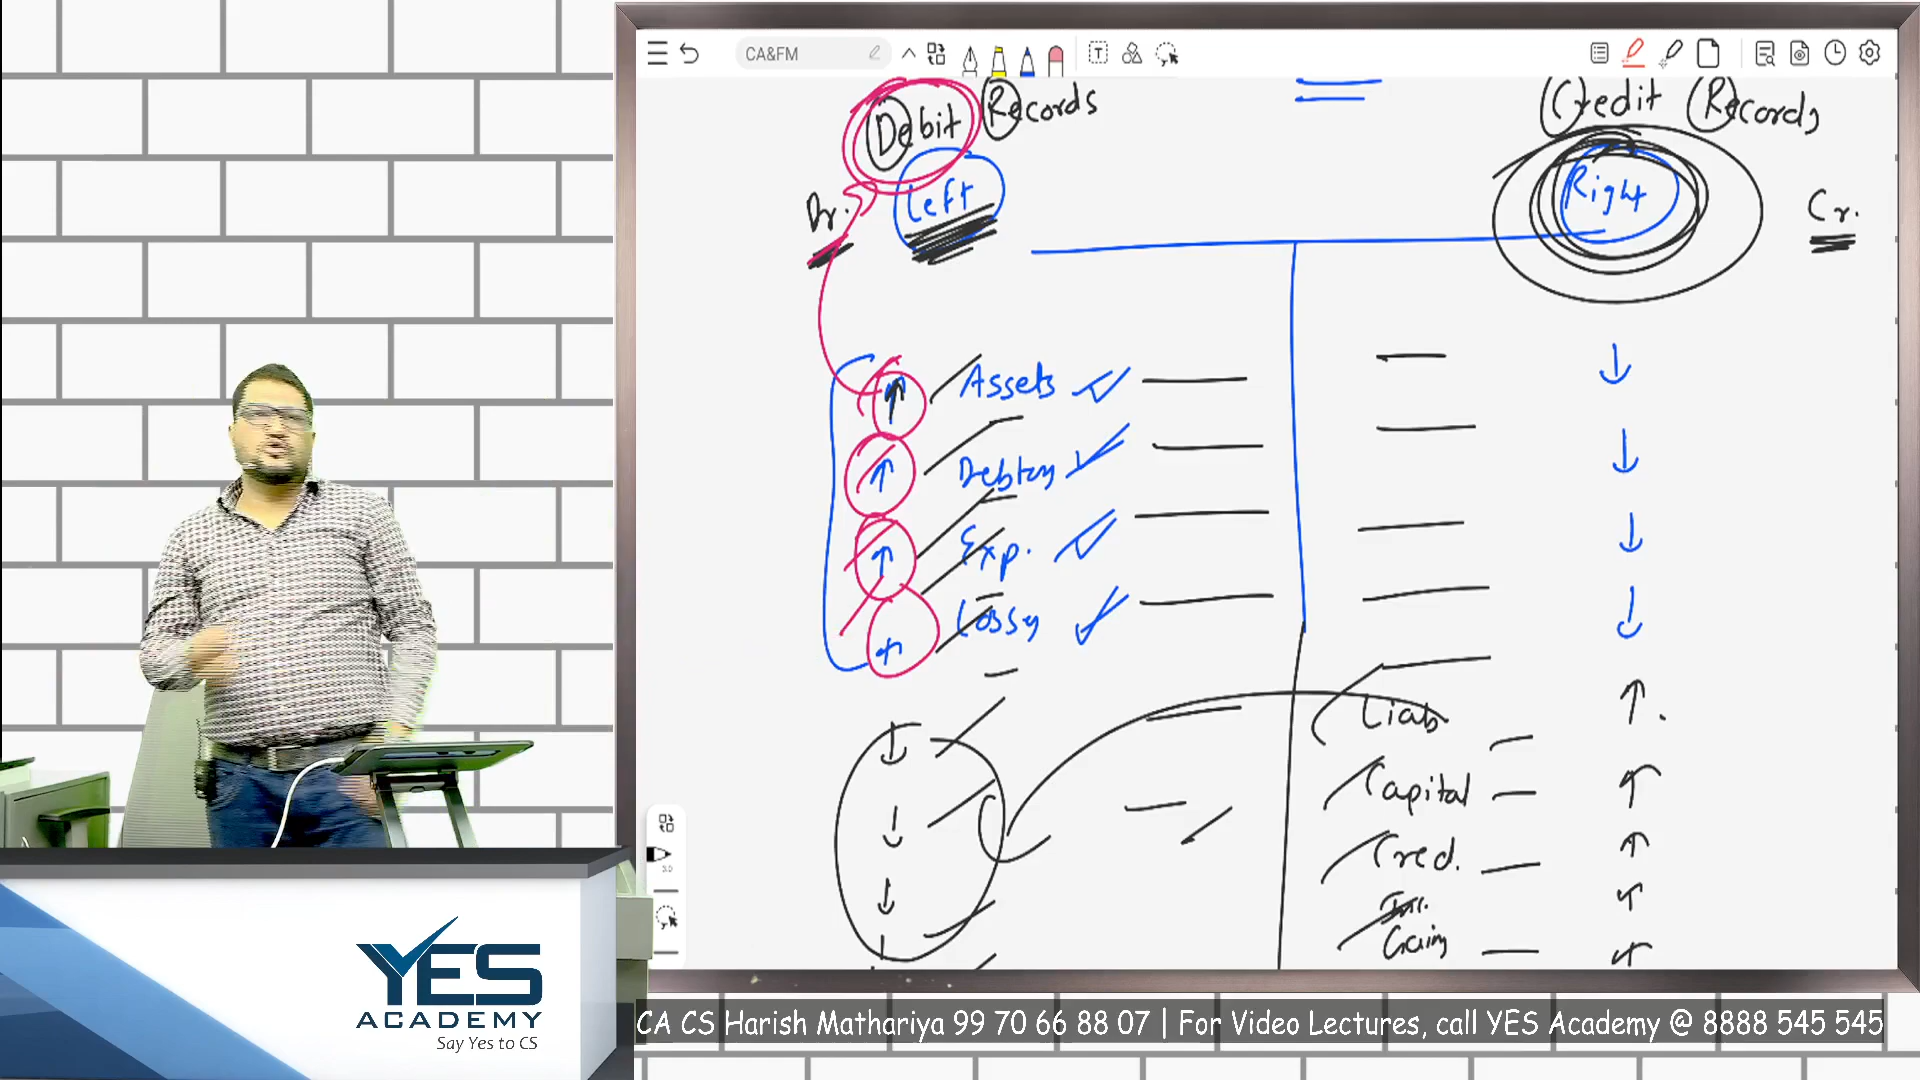 CA&FM
Debit Records
Credit Records
Dr.
Left
Right
Cr.
Assets
Debtors
Exp.
Losses
Liab
Capital
Cred.
Gains
YES
ACADEMY
Say Yes to CS
CA CS Harish Mathariya 99 70 66 88 07 | For Video Lectures, call YES Academy @ 8888 545 545